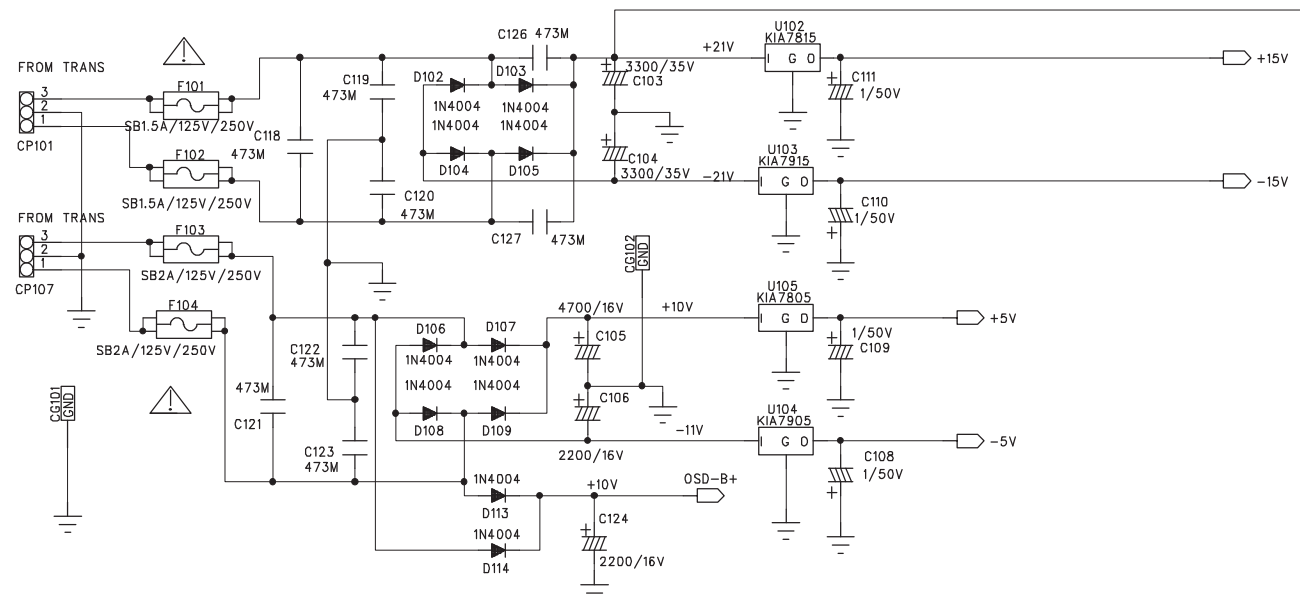 FROM TRANS
3
2
1
CP101
F101
SB1.5A/125V/250V
F102
SB1.5A/125V/250V
C118
473M
C119
473M
C120
473M
C126 473M
D102
D103
1N4004 1N4004
1N4004 1N4004
D104
D105
C127
473M
3300/35V
C103
C104
3300/35V
+21V
-21V
U102
KIA7815
I G O
C111
1/50V
+15V
U103
KIA7915
I G O
C110
1/50V
-15V
FROM TRANS
3
2
1
CP107
F103
SB2A/125V/250V
F104
SB2A/125V/250V
CG101
GND
473M
C121
C122
473M
C123
473M
CG102
GND
D106
D107
1N4004 1N4004
1N4004 1N4004
D108
D109
4700/16V
C105
C106
2200/16V
+10V
-11V
U105
KIA7805
I G O
1/50V
C109
+5V
U104
KIA7905
I G O
C108
1/50V
-5V
1N4004
D113
1N4004
D114
+10V
OSD-B+
C124
2200/16V